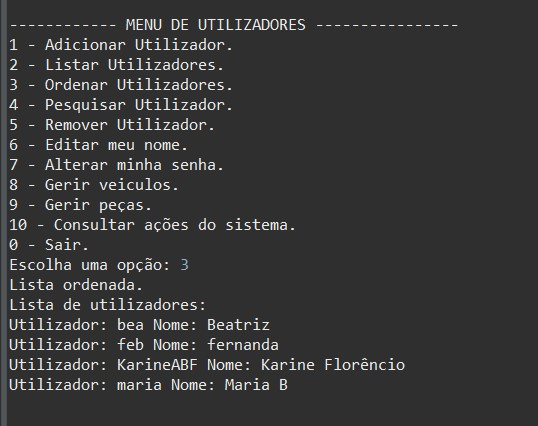 ------------ MENU DE UTILIZADORES ----------------
1 - Adicionar Utilizador.
2 - Listar Utilizadores.
3 - Ordenar Utilizadores.
4 - Pesquisar Utilizador.
5 - Remover Utilizador.
6 - Editar meu nome.
7 - Alterar minha senha.
8 - Gerir veiculos.
9 - Gerir peças.
10 - Consultar ações do sistema.
0 - Sair.
Escolha uma opção: 3
Lista ordenada.
Lista de utilizadores:
Utilizador: bea Nome: Beatriz
Utilizador: feb Nome: fernanda
Utilizador: KarineABF Nome: Karine Florêncio
Utilizador: maria Nome: Maria B